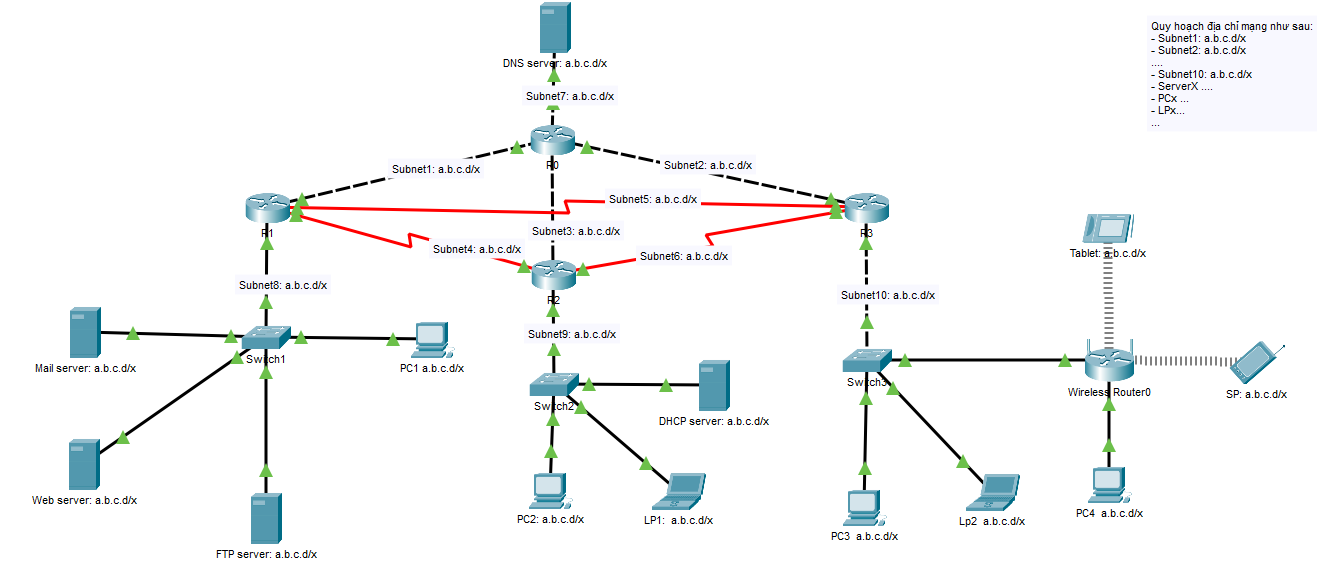 Quy hoạch địa chỉ mạng như sau:
- Subnet1: a.b.c.d/x
- Subnet2: a.b.c.d/x
....
- Subnet10: a.b.c.d/x
- ServerX ....
- PCx ...
- LPx...
...
DNS server: a.b.c.d/x
Subnet7: a.b.c.d/x
R0
Subnet1: a.b.c.d/x
Subnet2: a.b.c.d/x
Subnet5: a.b.c.d/x
R1
Subnet3: a.b.c.d/x
R3
Subnet4: a.b.c.d/x
Subnet6: a.b.c.d/x
Tablet: a.b.c.d/x
Subnet8: a.b.c.d/x
R2
Subnet10: a.b.c.d/x
Subnet9: a.b.c.d/x
Mail server: a.b.c.d/x
Switch1
PC1 a.b.c.d/x
Switch2
Switch3
Wireless Router0
SP: a.b.c.d/x
DHCP server: a.b.c.d/x
Web server: a.b.c.d/x
PC2: a.b.c.d/x
LP1: a.b.c.d/x
PC3 a.b.c.d/x
Lp2 a.b.c.d/x
PC4 a.b.c.d/x
FTP server: a.b.c.d/x